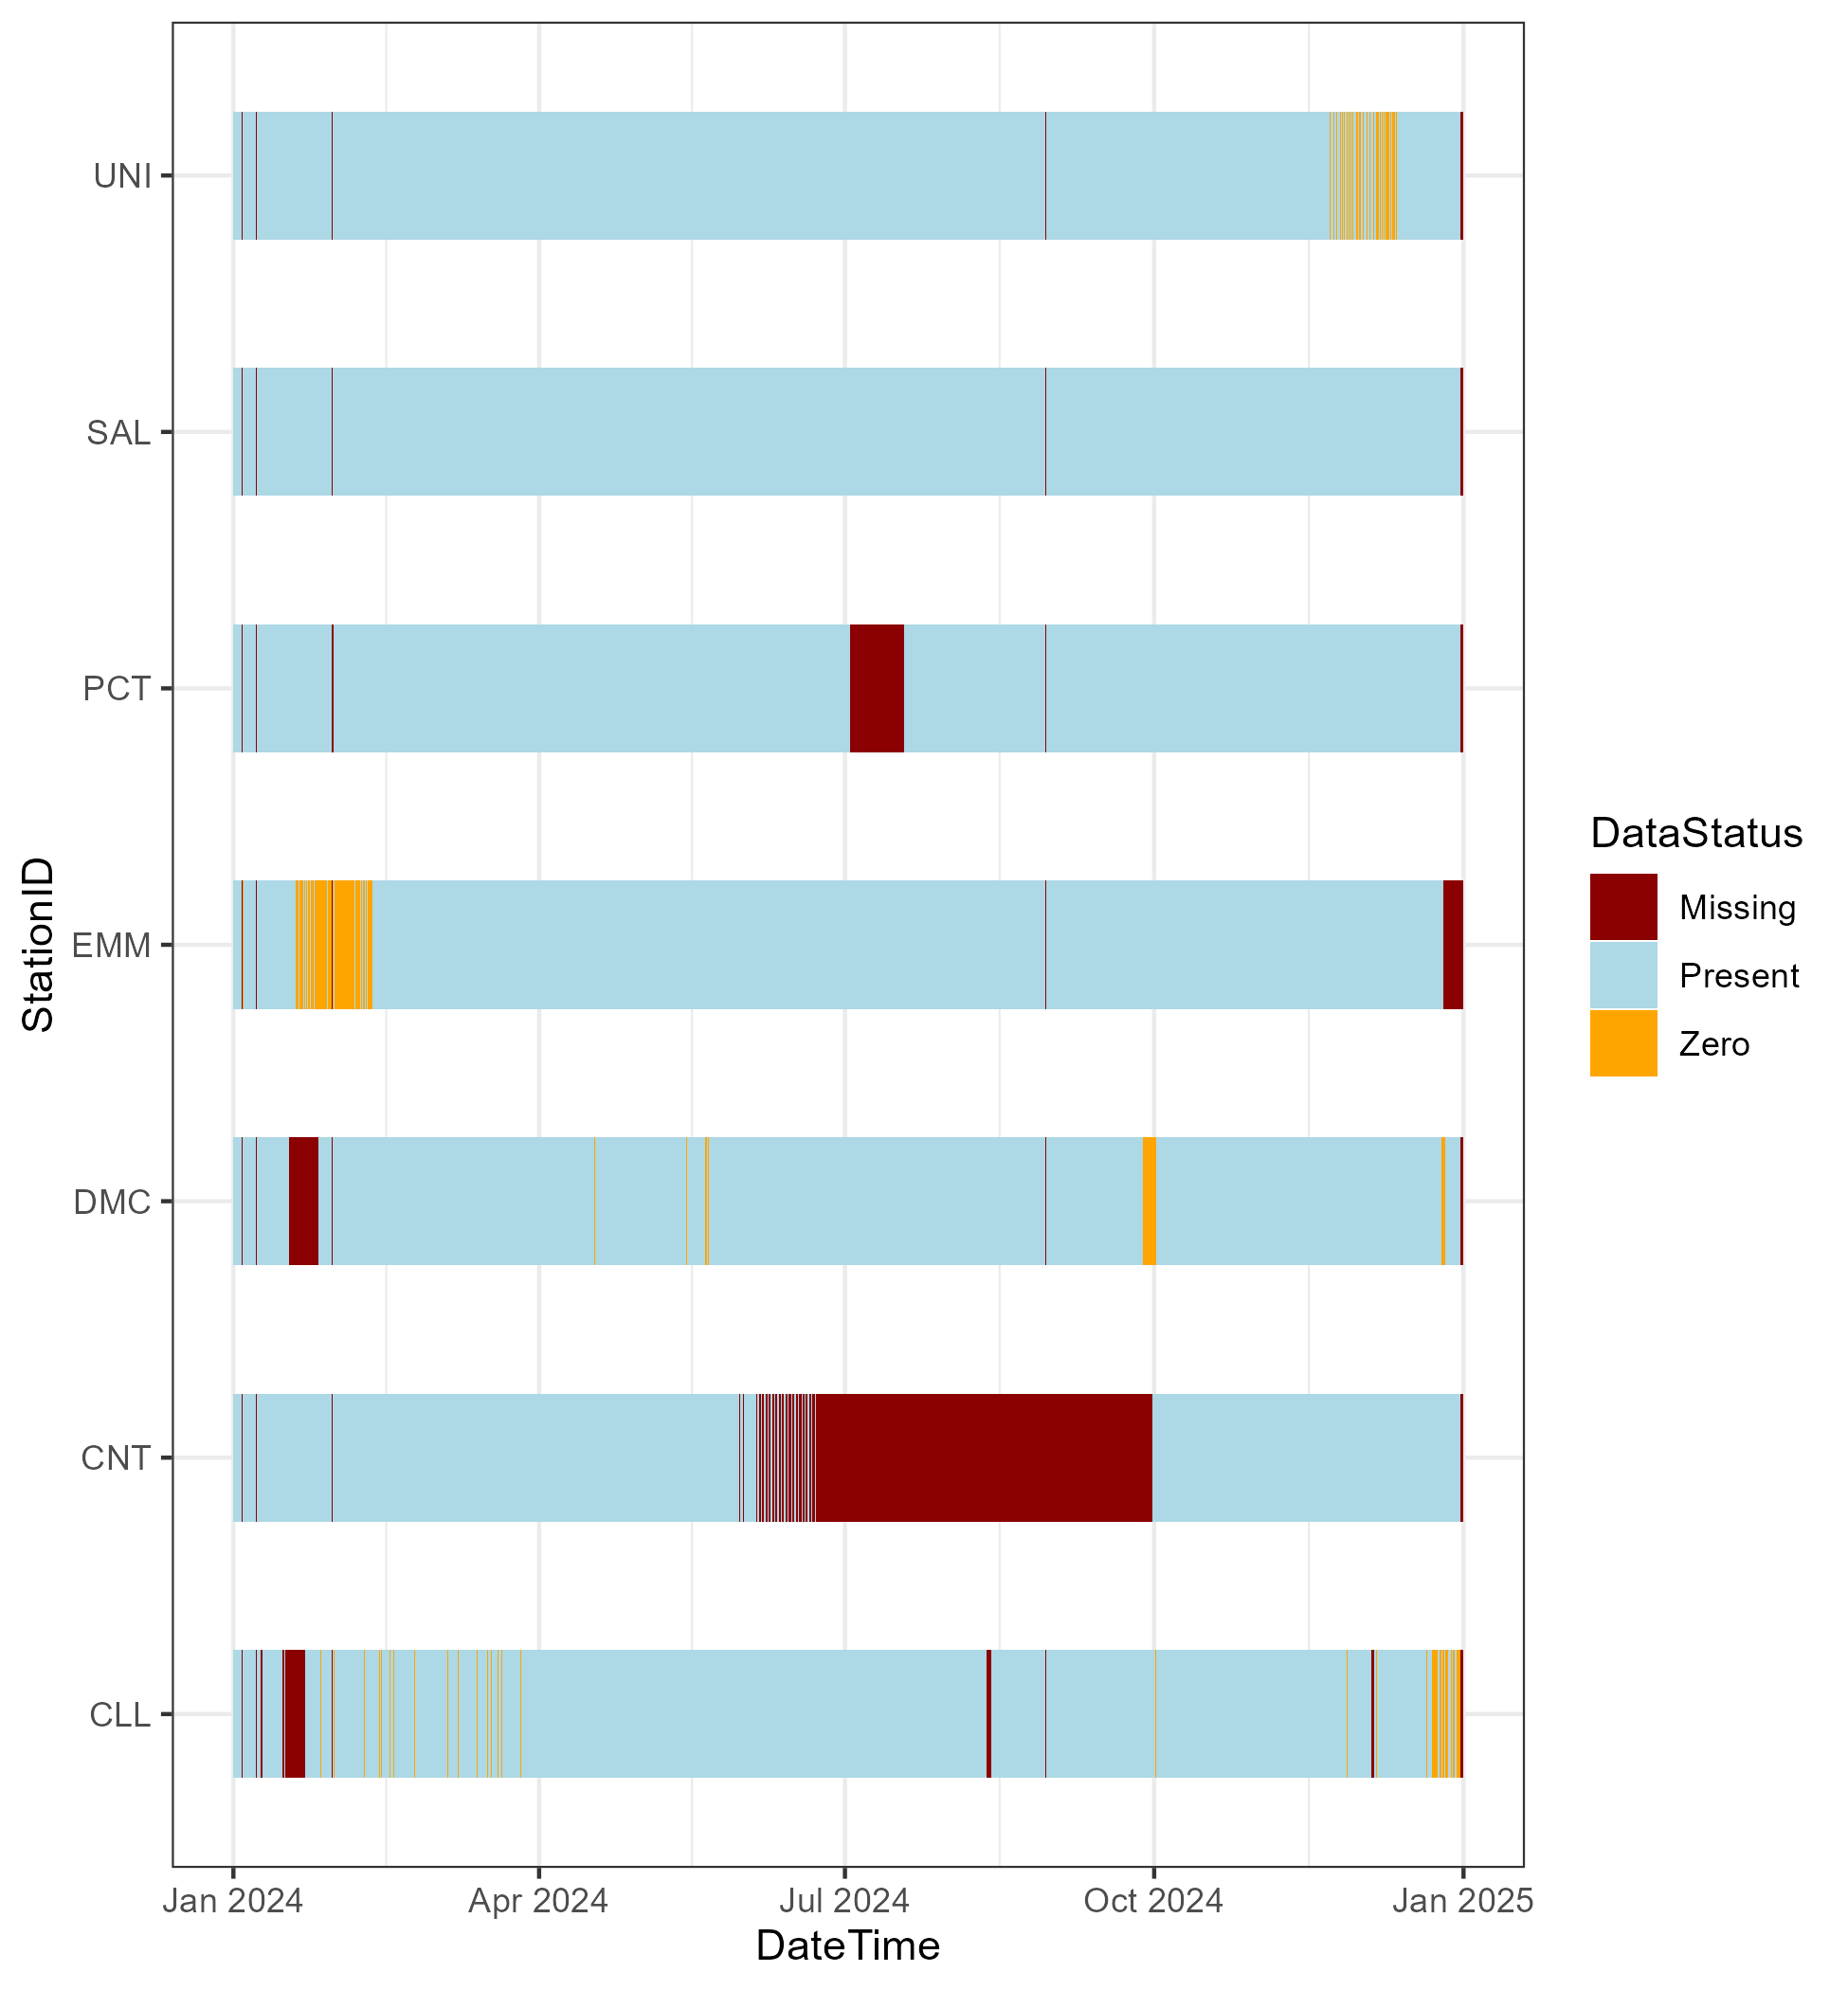 StationID
UNI
SAL
PCT
EMM
DMC
CNT
CLL
Jan 2024
Apr 2024
Jul 2024
Oct 2024
Jan 2025
DateTime
DataStatus
Missing
Present
Zero